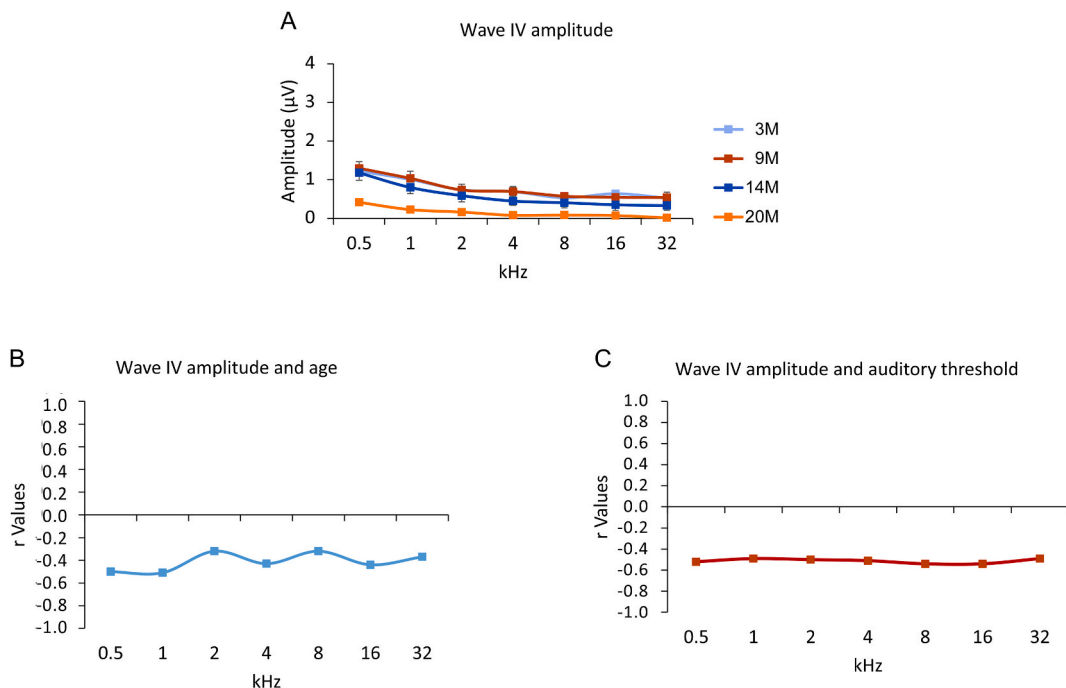 A
Wave IV amplitude
Amplitude (µV)
4
3
2
1
0
0.5 1 2 4 8 16 32
kHz
3M
9M
14M
20M
B
Wave IV amplitude and age
r Values
1.0
0.8
0.6
0.4
0.2
0.0
-0.2
-0.4
-0.6
-0.8
-1.0
0.5 1 2 4 8 16 32
kHz
C
Wave IV amplitude and auditory threshold
r Values
1.0
0.8
0.6
0.4
0.2
0.0
-0.2
-0.4
-0.6
-0.8
-1.0
0.5 1 2 4 8 16 32
kHz